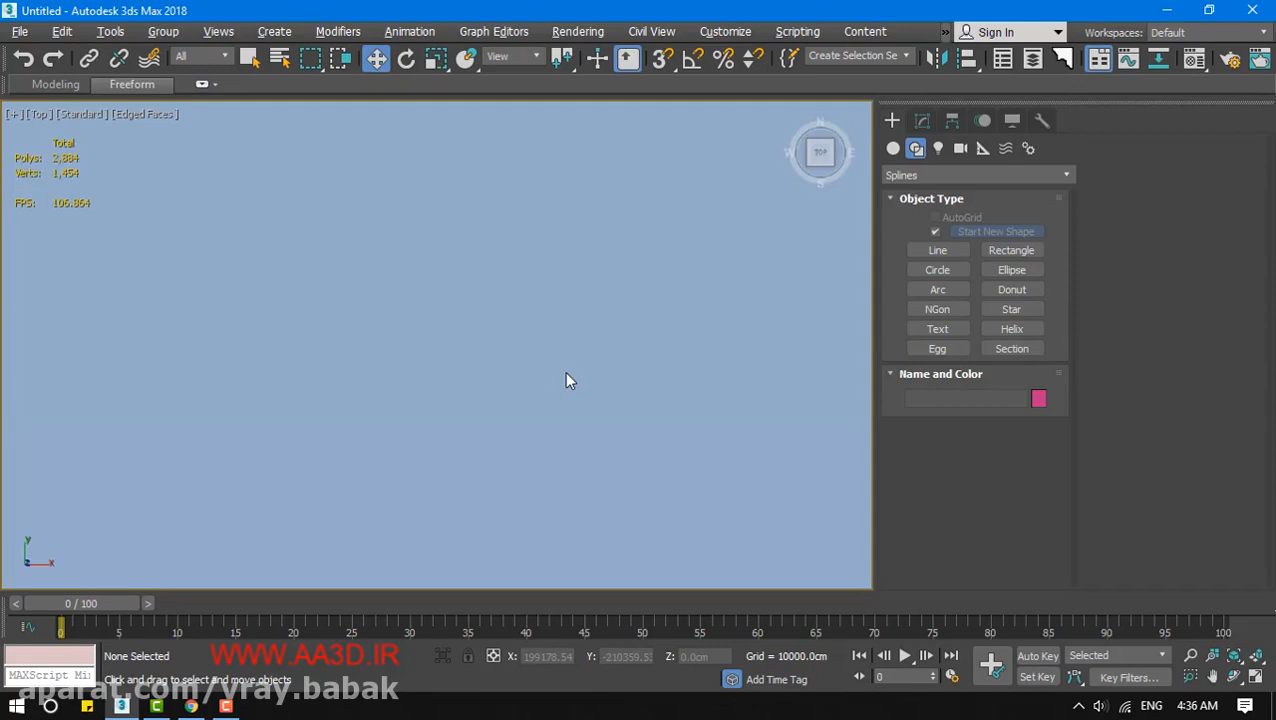 Untitled - Autodesk 3ds Max 2018
File Edit Tools Group Views Create Modifiers Animation Graph Editors Rendering Civil View Customize Scripting Content » Sign In Workspaces: Default
All View Create Selection Se
Modeling Freeform
[+] [Top] [Standard] [Edged Faces]
Total
Polys: 2,884
Verts: 1,454
FPS: 106.864
N
W TOP E
S
Splines
Object Type
AutoGrid
Start New Shape
Line Rectangle
Circle Ellipse
Arc Donut
NGon Star
Text Helix
Egg Section
Name and Color
y
z x
< 0 / 100 >
0 5 10 15 20 25 30 35 40 45 50 55 60 65 70 75 80 85 90 95 100
None Selected
WWW.AA3D.IR
X: 199178.54 Y: -210359.57 Z: 0.0cm Grid = 10000.0cm
Auto Key Selected
MAXScript Mi
Click and drag to select and move objects
Add Time Tag
0
Set Key Key Filters...
aparat.com/vray.babak
ENG 4:36 AM